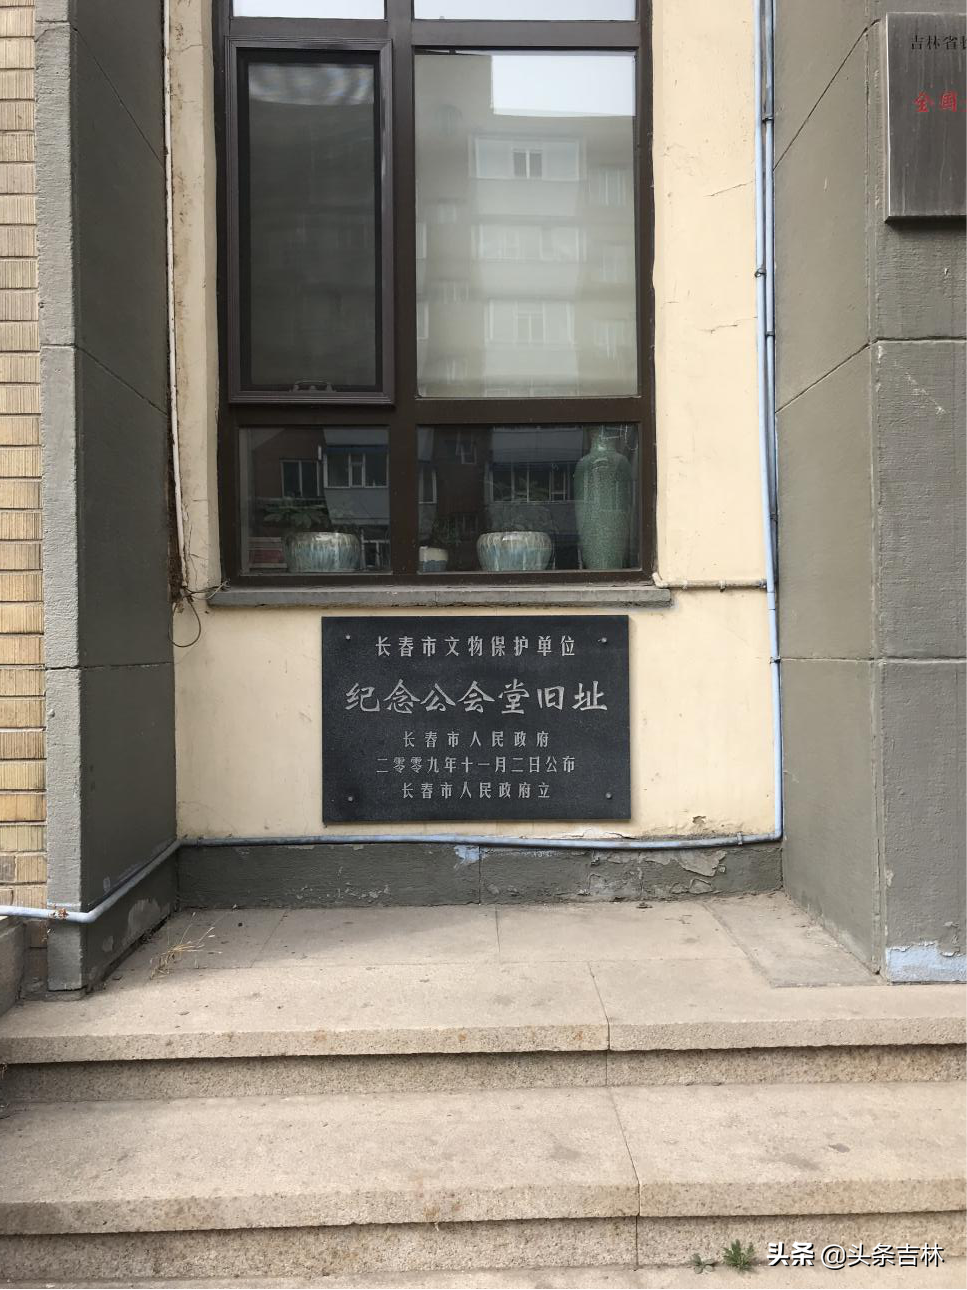 吉林省
全国
长春市文物保护单位
纪念公会堂旧址
长春市人民政府
二零零九年十一月二日公布
长春市人民政府立
头条 @头条吉林